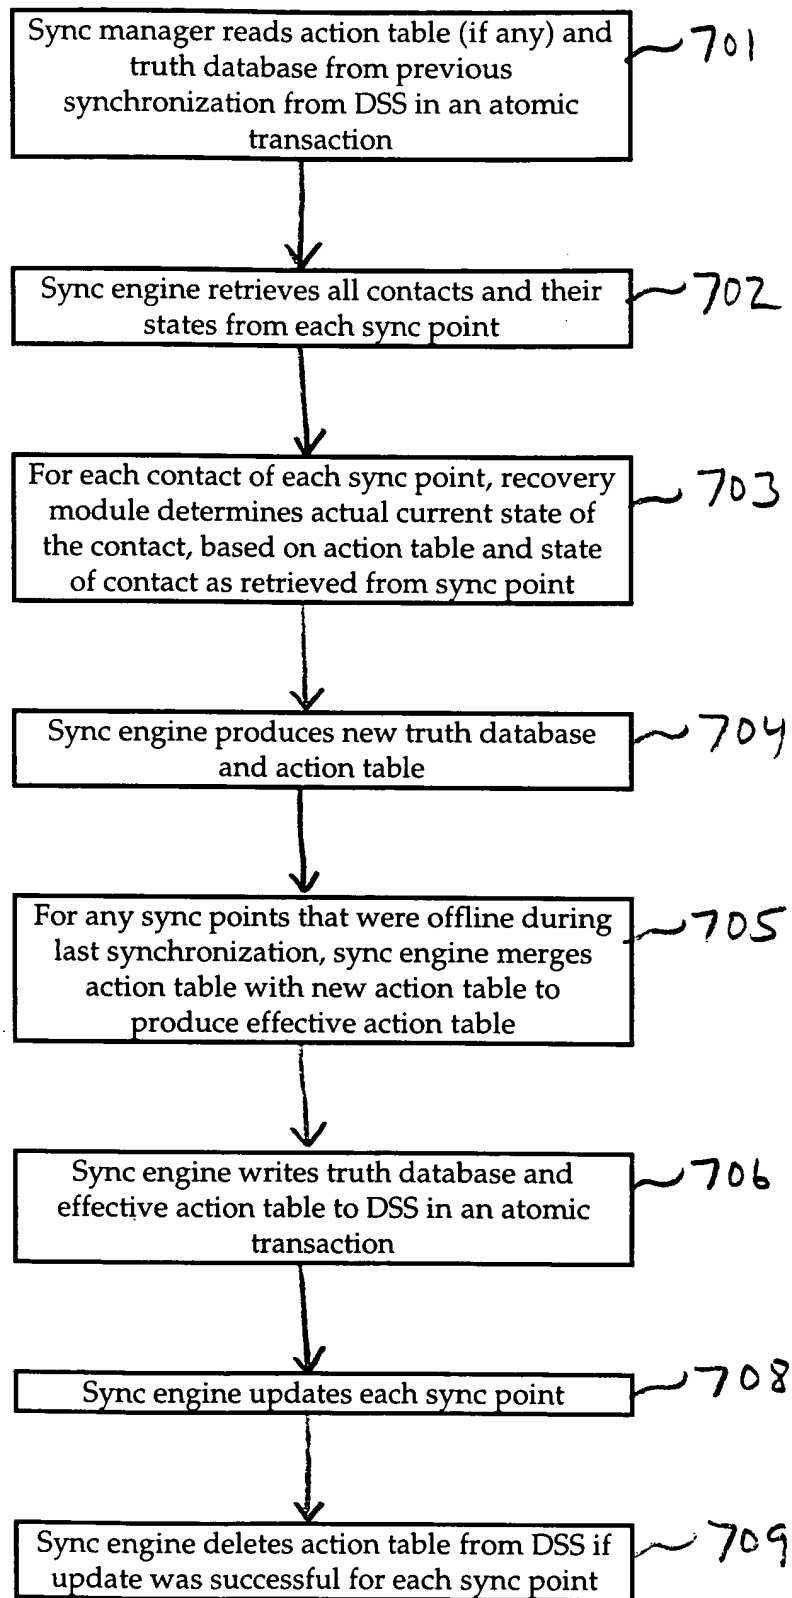 Sync manager reads action table (if any) and
truth database from previous
synchronization from DSS in an atomic
transaction
701
Sync engine retrieves all contacts and their
states from each sync point
702
For each contact of each sync point, recovery
module determines actual current state of
the contact, based on action table and state
of contact as retrieved from sync point
703
Sync engine produces new truth database
and action table
704
For any sync points that were offline during
last synchronization, sync engine merges
action table with new action table to
produce effective action table
705
Sync engine writes truth database and
effective action table to DSS in an atomic
transaction
706
Sync engine updates each sync point
708
Sync engine deletes action table from DSS if
update was successful for each sync point
709